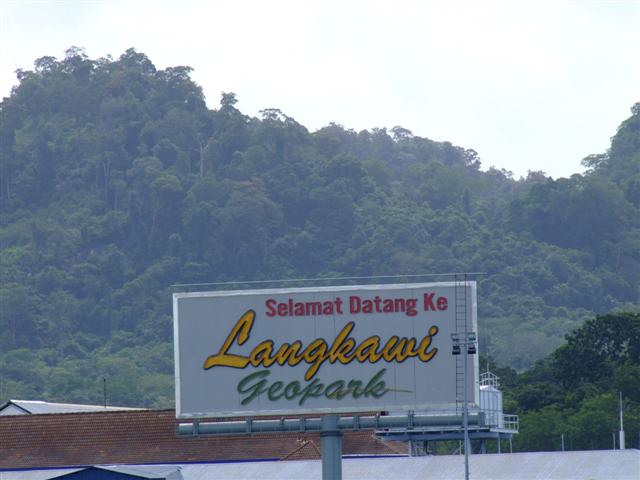 Selamat Datang Ke
Langkawi
Geopark